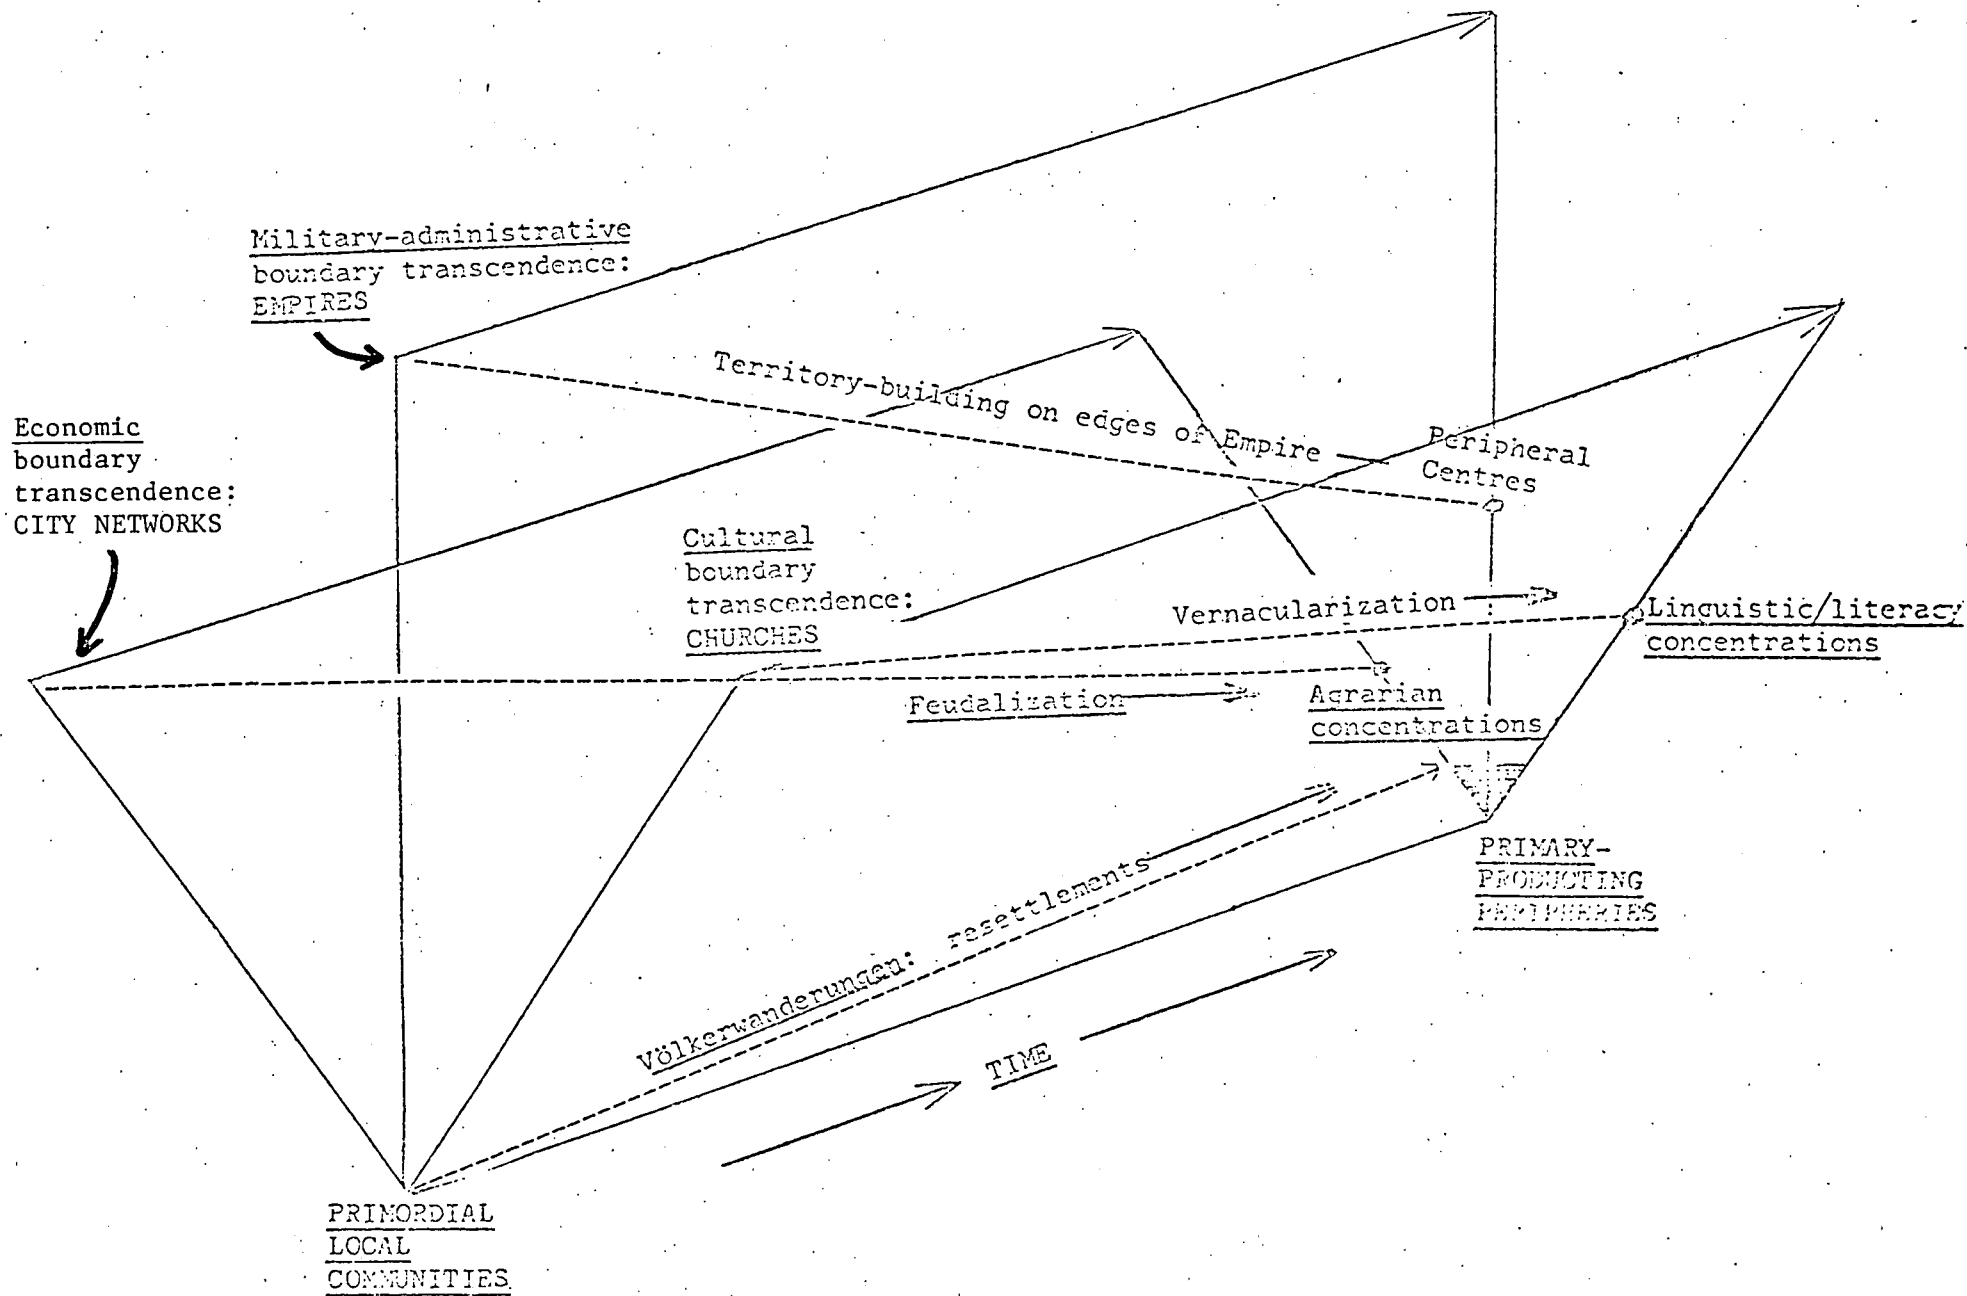 Military-administrative
boundary transcendence:
EMPIRES
Economic
boundary
transcendence:
CITY NETWORKS
Territory-building on edges of Empire
Peripheral
Centres
Cultural
boundary
transcendence:
CHURCHES
Vernacularization
Linguistic/literacy
concentrations
Feudalization
Agrarian
concentrations
PRIMARY-
PRODUCTING
PERIPHERIES
Völkerwanderungen: resettlements
TIME
PRIMORDIAL
LOCAL
COMMUNITIES